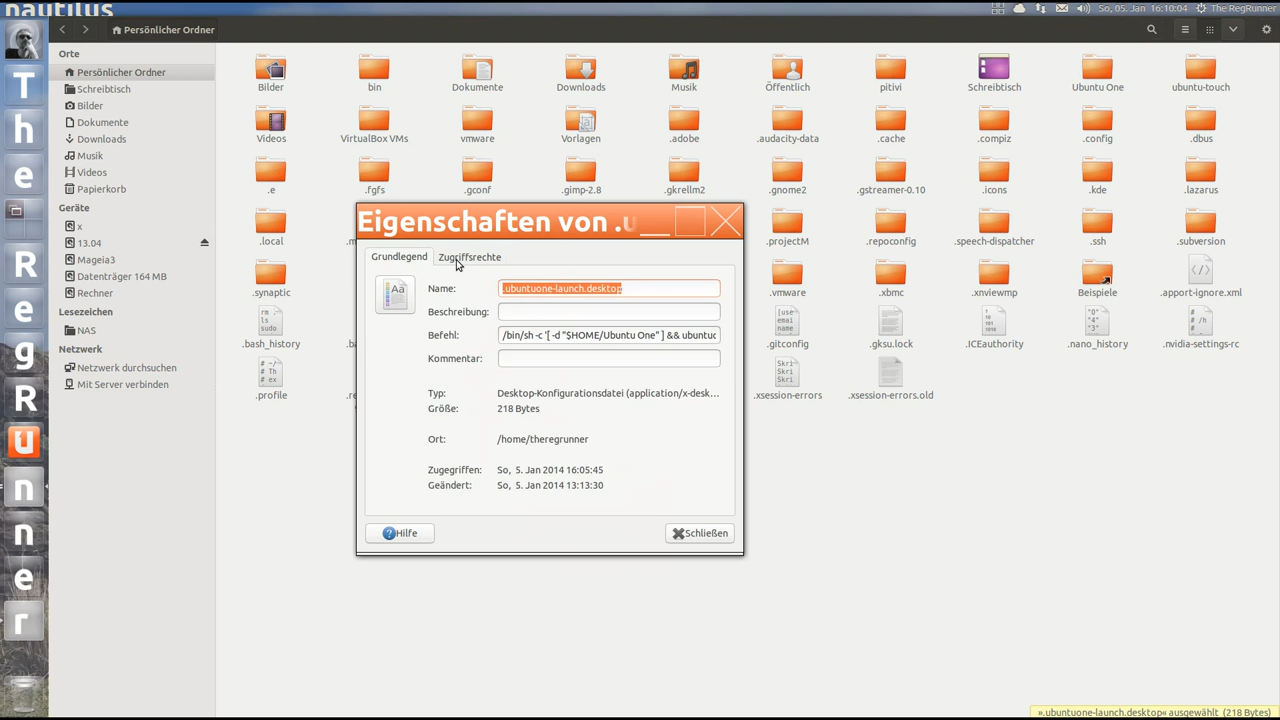 nautilus
So, 05. Jan 16:10:04
The RegRunner
Persönlicher Ordner
Orte
Persönlicher Ordner
Schreibtisch
Bilder
Dokumente
Downloads
Musik
Videos
Papierkorb
Geräte
x
13.04
Mageia3
Datenträger 164 MB
Rechner
Lesezeichen
NAS
Netzwerk
Netzwerk durchsuchen
Mit Server verbinden
T
h
e
R
e
g
R
u
n
n
e
r
Bilder
bin
Dokumente
Downloads
Musik
Öffentlich
pitivi
Schreibtisch
Ubuntu One
ubuntu-touch
Videos
VirtualBox VMs
vmware
Vorlagen
.adobe
.audacity-data
.cache
.compiz
.config
.dbus
.e
.fgfs
.gconf
.gimp-2.8
.gkrellm2
.gnome2
.gstreamer-0.10
.icons
.kde
.lazarus
.local
.projectM
.repoconfig
.speech-dispatcher
.ssh
.subversion
.synaptic
.vmware
.xbmc
.xnviewmp
Beispiele
.apport-ignore.xml
.bash_history
.gitconfig
.gksu.lock
.ICEauthority
.nano_history
.nvidia-settings-rc
.profile
.xsession-errors
.xsession-errors.old
Eigenschaften von .u
Grundlegend
Zugriffsrechte
Name: .ubuntuone-launch.desktop
Beschreibung:
Befehl: /bin/sh -c '[ -d "$HOME/Ubuntu One" ] && ubuntuc
Kommentar:
Typ: Desktop-Konfigurationsdatei (application/x-desk...
Größe: 218 Bytes
Ort: /home/theregrunner
Zugegriffen: So, 5. Jan 2014 16:05:45
Geändert: So, 5. Jan 2014 13:13:30
Hilfe
Schließen
».ubuntuone-launch.desktop« ausgewählt (218 Bytes)